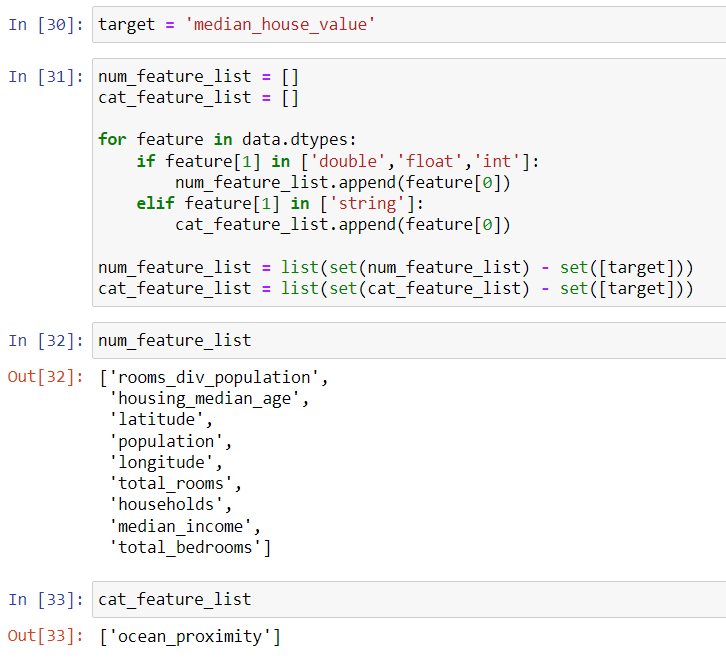 In [30]: target = 'median_house_value'
In [31]: num_feature_list = []
cat_feature_list = []
for feature in data.dtypes:
    if feature[1] in ['double','float','int']:
        num_feature_list.append(feature[0])
    elif feature[1] in ['string']:
        cat_feature_list.append(feature[0])
num_feature_list = list(set(num_feature_list) - set([target]))
cat_feature_list = list(set(cat_feature_list) - set([target]))
In [32]: num_feature_list
Out[32]: ['rooms_div_population',
 'housing_median_age',
 'latitude',
 'population',
 'longitude',
 'total_rooms',
 'households',
 'median_income',
 'total_bedrooms']
In [33]: cat_feature_list
Out[33]: ['ocean_proximity']